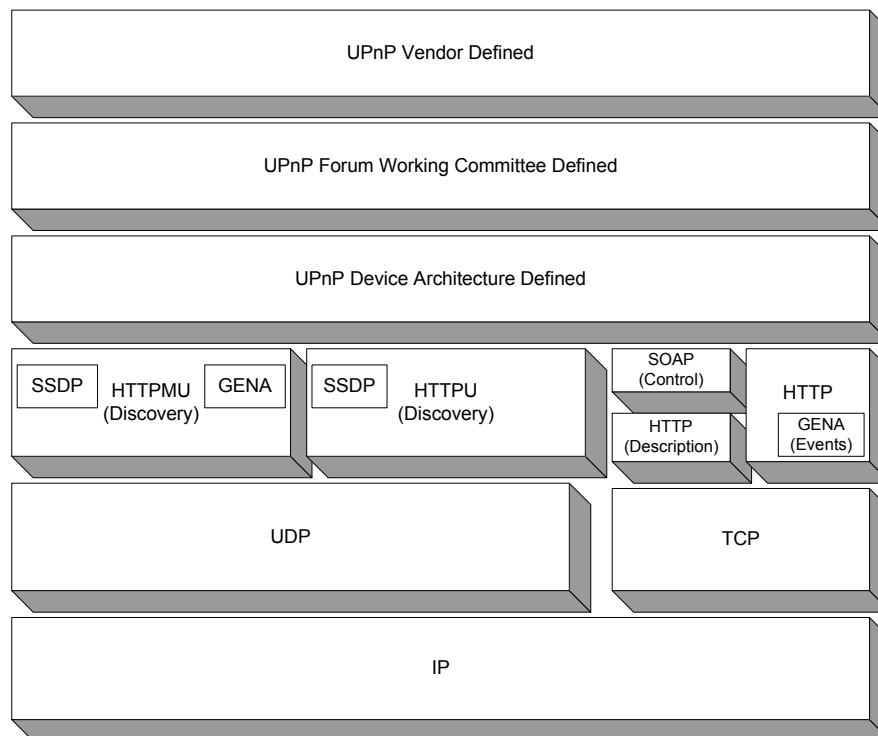 UPnP Vendor Defined
UPnP Forum Working Committee Defined
UPnP Device Architecture Defined
SSDP
HTTPMU
(Discovery)
GENA
SSDP
HTTPU
(Discovery)
SOAP
(Control)
HTTP
(Description)
HTTP
GENA
(Events)
UDP
TCP
IP